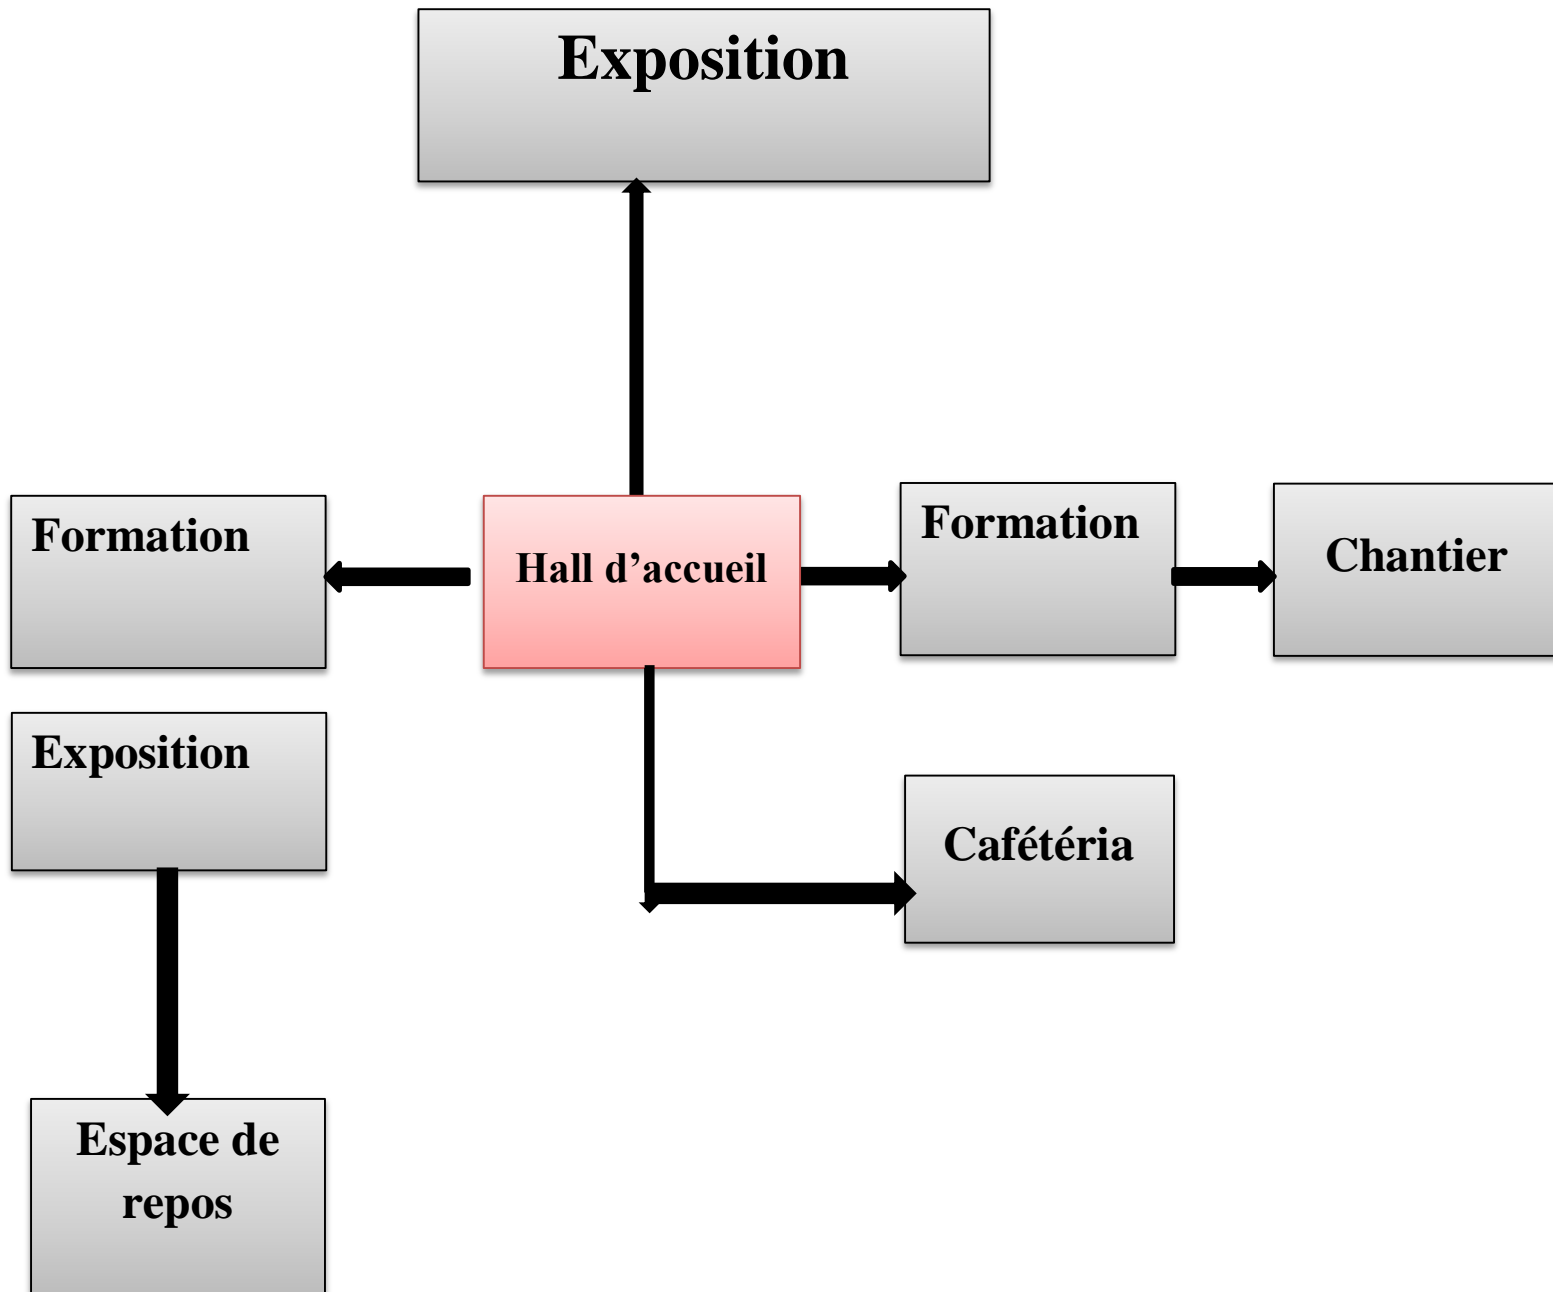 Exposition
Formation
Hall d’accueil
Formation
Chantier
Exposition
Cafétéria
Espace de
repos